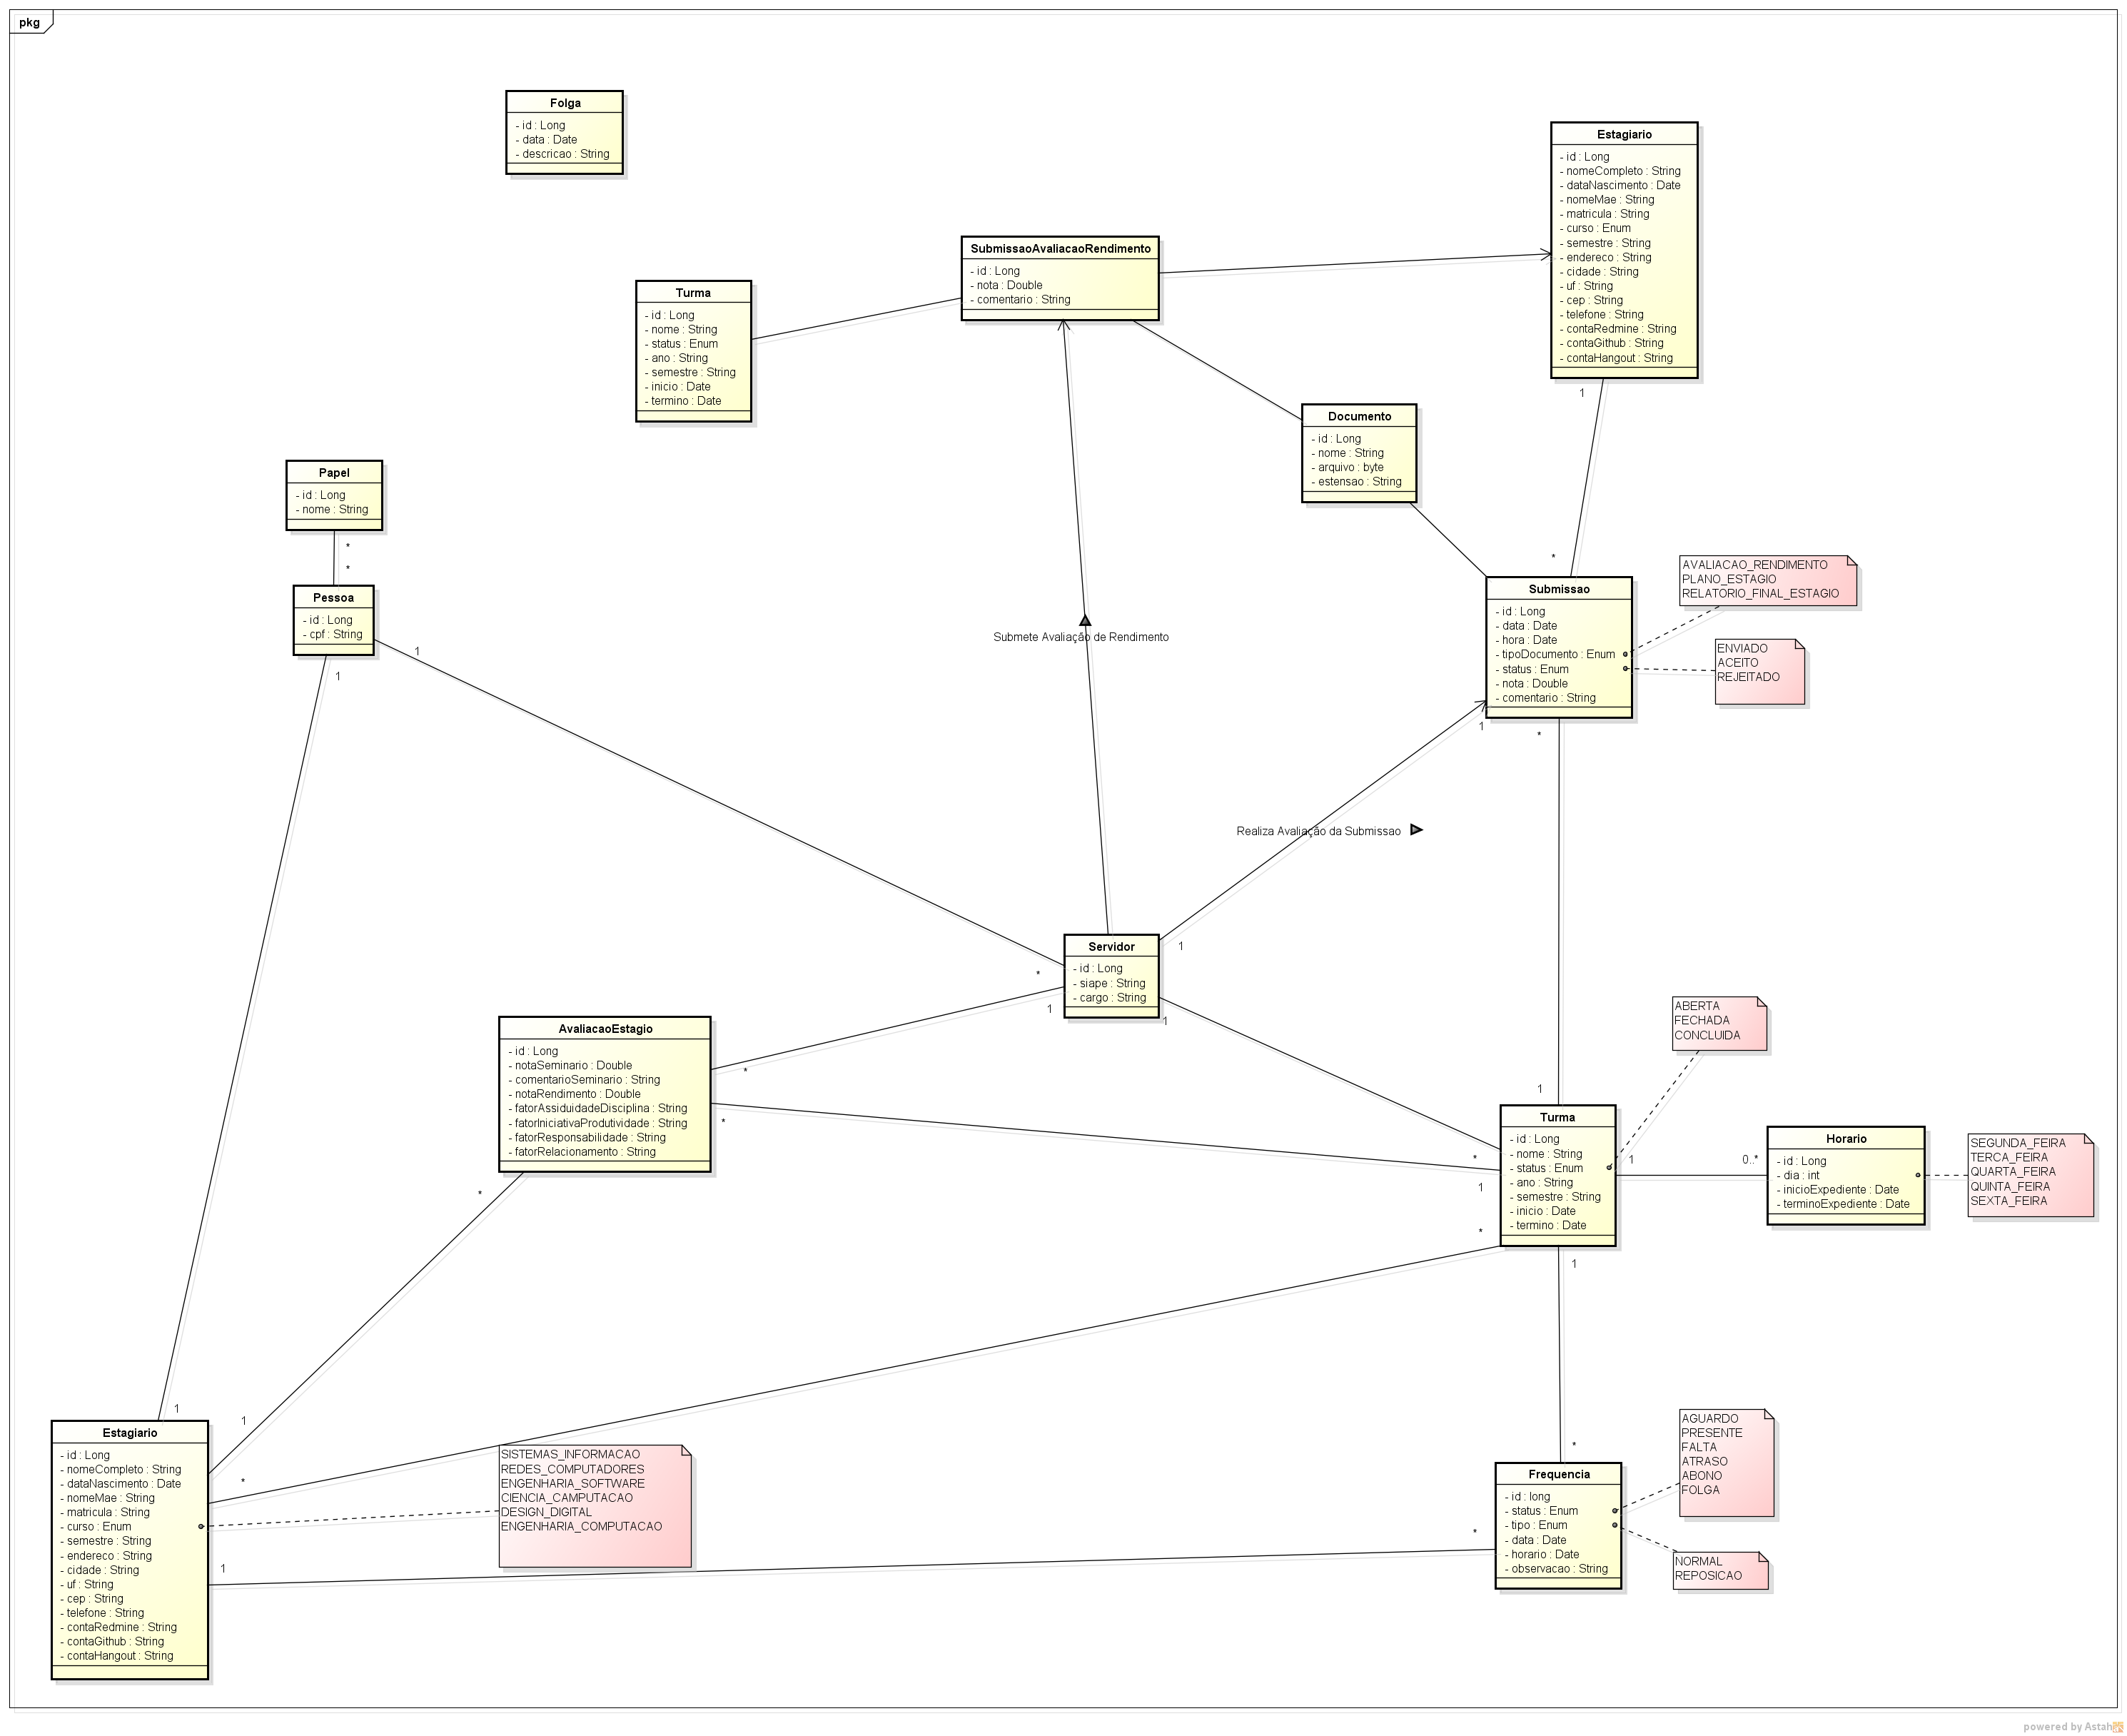 pkg
Folga
- id : Long
- data : Date
- descricao : String
Estagiario
- id : Long
- nomeCompleto : String
- dataNascimento : Date
- nomeMae : String
- matricula : String
- curso : Enum
- semestre : String
- endereco : String
- cidade : String
- uf : String
- cep : String
- telefone : String
- contaRedmine : String
- contaGithub : String
- contaHangout : String
1
SubmissaoAvaliacaoRendimento
- id : Long
- nota : Double
- comentario : String
Turma
- id : Long
- nome : String
- status : Enum
- ano : String
- semestre : String
- inicio : Date
- termino : Date
Documento
- id : Long
- nome : String
- arquivo : byte
- estensao : String
Papel
- id : Long
- nome : String
*
*
Pessoa
- id : Long
- cpf : String
1
1
*
Submissao
- id : Long
- data : Date
- hora : Date
- tipoDocumento : Enum
- status : Enum
- nota : Double
- comentario : String
1
*
AVALIACAO_RENDIMENTO
PLANO_ESTAGIO
RELATORIO_FINAL_ESTAGIO
ENVIADO
ACEITO
REJEITADO
Submete Avaliação de Rendimento
Realiza Avaliação da Submissao
Servidor
- id : Long
- siape : String
- cargo : String
*
1
1
1
AvaliacaoEstagio
- id : Long
- notaSeminario : Double
- comentarioSeminario : String
- notaRendimento : Double
- fatorAssiduidadeDisciplina : String
- fatorIniciativaProdutividade : String
- fatorResponsabilidade : String
- fatorRelacionamento : String
*
*
*
ABERTA
FECHADA
CONCLUIDA
1
Turma
- id : Long
- nome : String
- status : Enum
- ano : String
- semestre : String
- inicio : Date
- termino : Date
*
1
*
1
1
0..*
Horario
- id : Long
- dia : int
- inicioExpediente : Date
- terminoExpediente : Date
SEGUNDA_FEIRA
TERCA_FEIRA
QUARTA_FEIRA
QUINTA_FEIRA
SEXTA_FEIRA
1
1
*
1
Estagiario
- id : Long
- nomeCompleto : String
- dataNascimento : Date
- nomeMae : String
- matricula : String
- curso : Enum
- semestre : String
- endereco : String
- cidade : String
- uf : String
- cep : String
- telefone : String
- contaRedmine : String
- contaGithub : String
- contaHangout : String
SISTEMAS_INFORMACAO
REDES_COMPUTADORES
ENGENHARIA_SOFTWARE
CIENCIA_CAMPUTACAO
DESIGN_DIGITAL
ENGENHARIA_COMPUTACAO
*
*
Frequencia
- id : long
- status : Enum
- tipo : Enum
- data : Date
- horario : Date
- observacao : String
AGUARDO
PRESENTE
FALTA
ATRASO
ABONO
FOLGA
NORMAL
REPOSICAO
powered by Astah